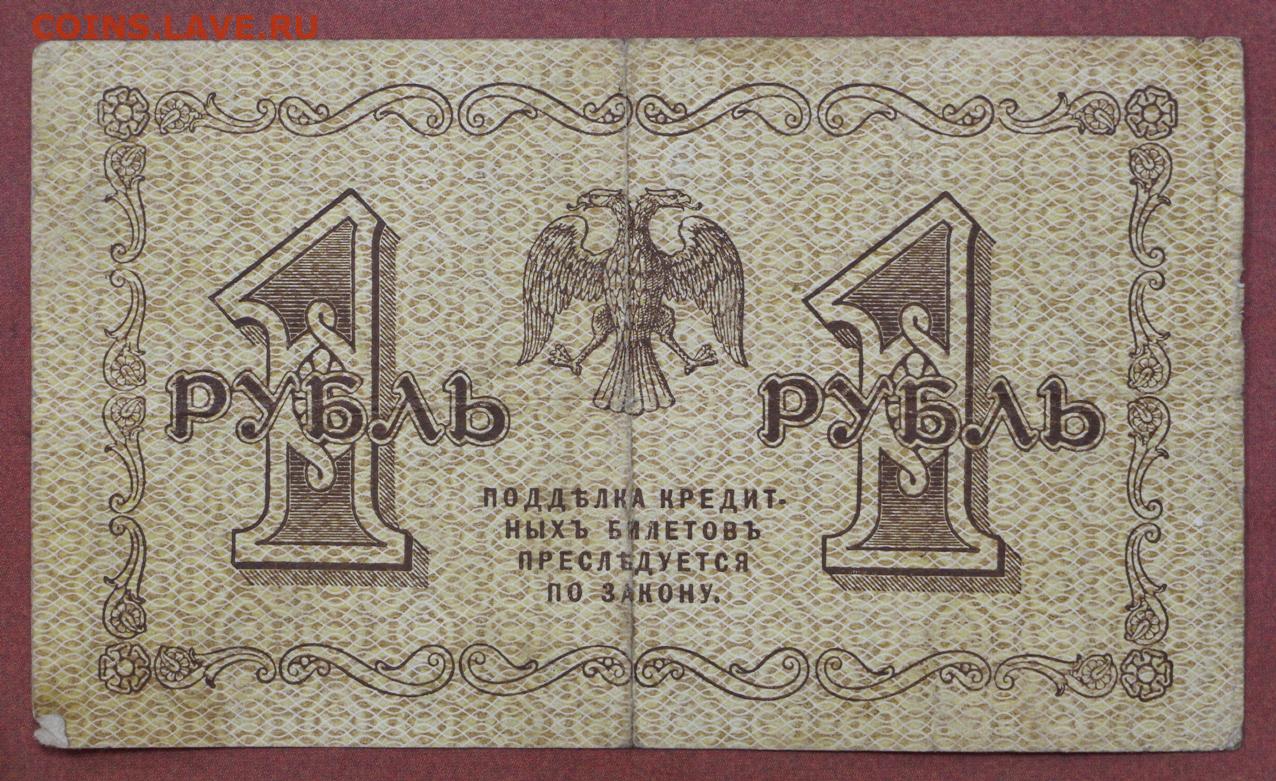 COINS.LAVE.RU
1 1
РУБЛЬ РУБЛЬ
ПОДДѢЛКА КРЕДИТ-
НЫХЪ БИЛЕТОВЪ
ПРЕСЛѢДУЕТСЯ
ПО ЗАКОНУ.